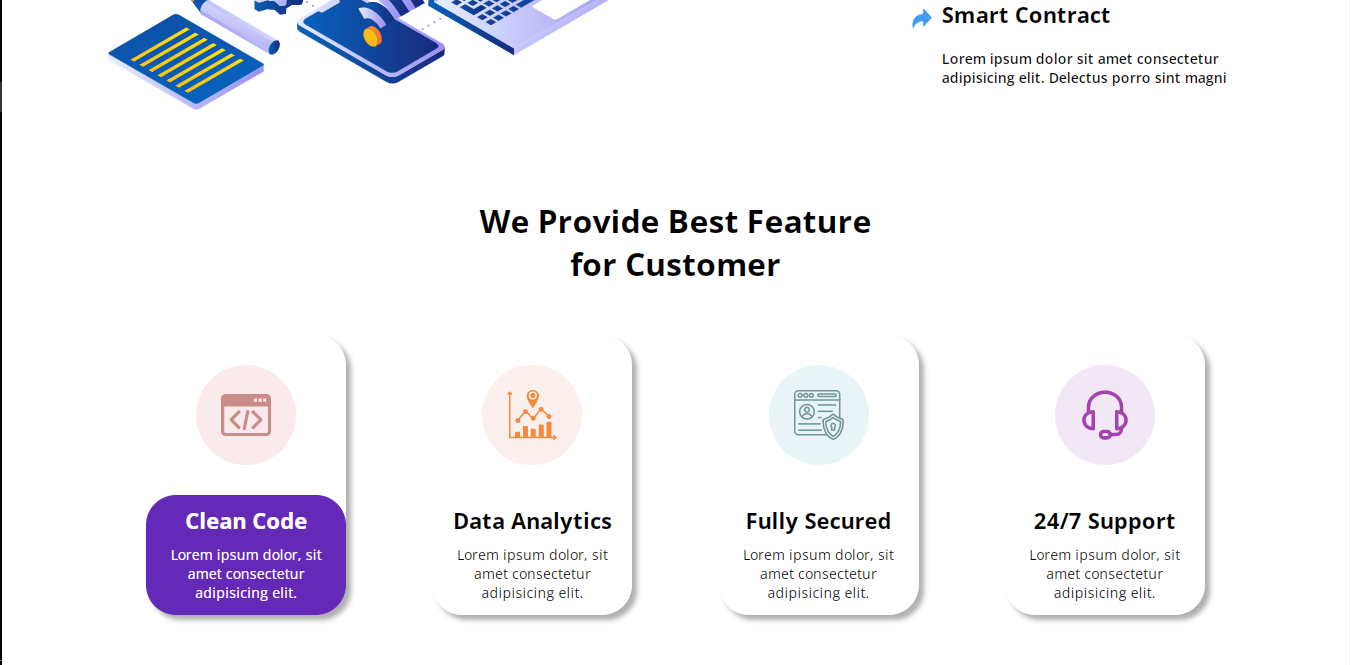 Smart Contract
Lorem ipsum dolor sit amet consectetur
adipisicing elit. Delectus porro sint magni
We Provide Best Feature
for Customer
Clean Code
Lorem ipsum dolor, sit
amet consectetur
adipisicing elit.
Data Analytics
Lorem ipsum dolor, sit
amet consectetur
adipisicing elit.
Fully Secured
Lorem ipsum dolor, sit
amet consectetur
adipisicing elit.
24/7 Support
Lorem ipsum dolor, sit
amet consectetur
adipisicing elit.